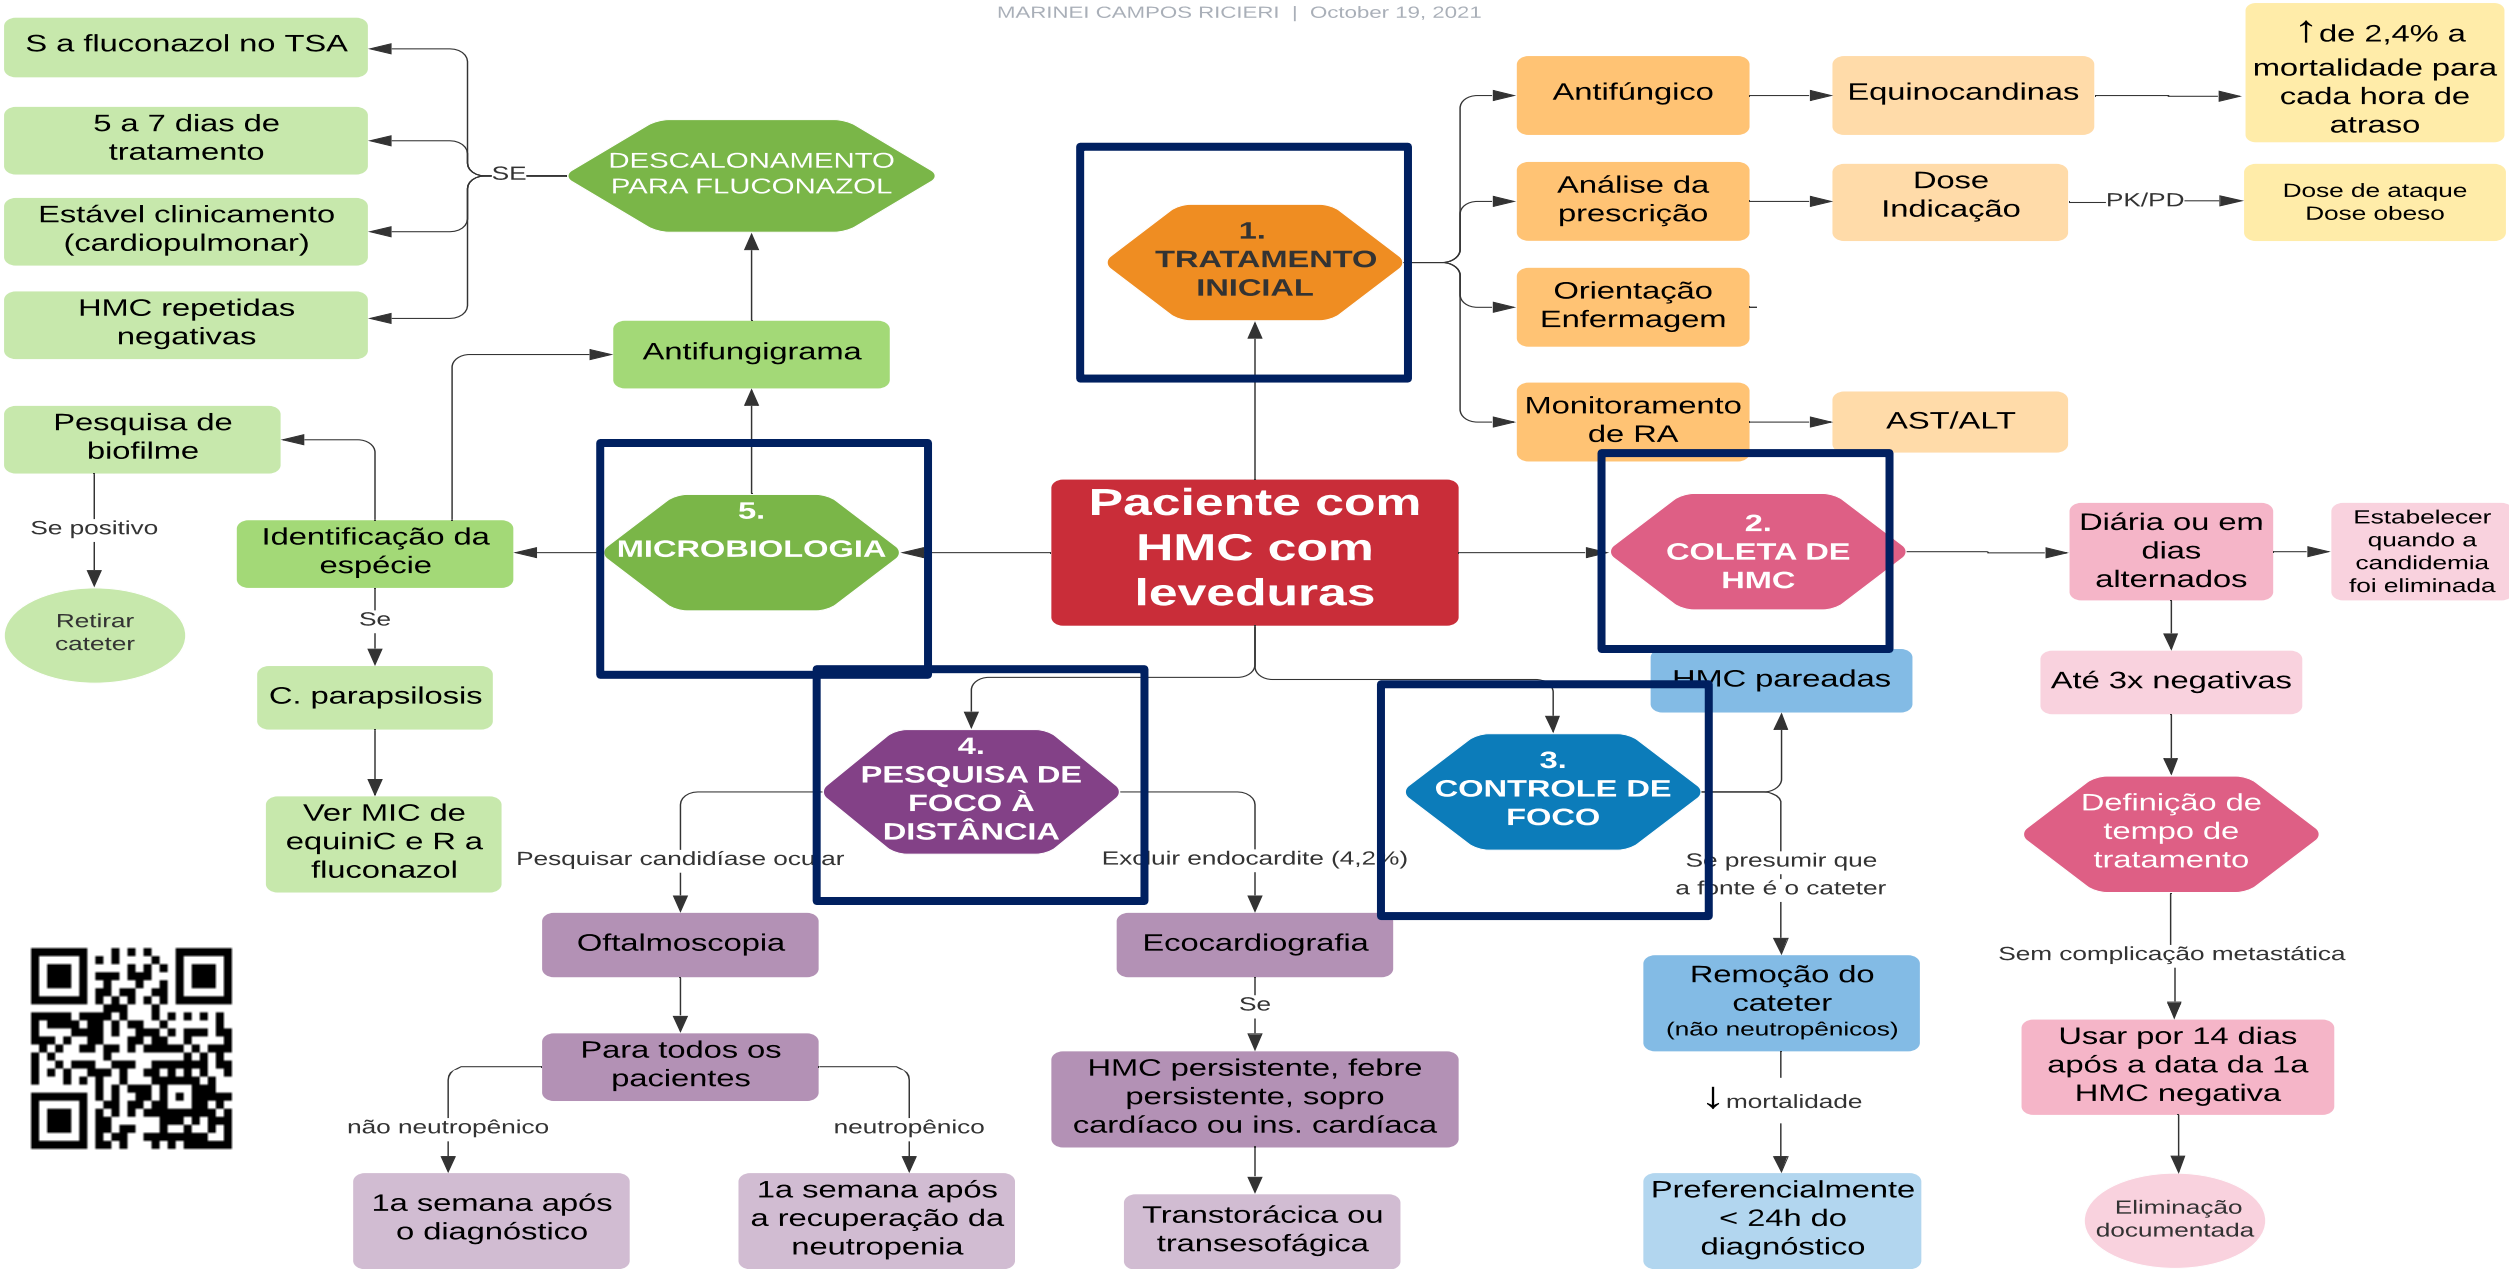 MARINEI CAMPOS RICIERI | October 19, 2021
S a fluconazol no TSA
5 a 7 dias de
tratamento
Estável clinicamento
(cardiopulmonar)
HMC repetidas
negativas
SE
DESCALONAMENTO
PARA FLUCONAZOL
Antifungigrama
1.
TRATAMENTO
INICIAL
Antifúngico
Equinocandinas
↑ de 2,4% a
mortalidade para
cada hora de
atraso
Análise da
prescrição
Dose
Indicação
PK/PD
Dose de ataque
Dose obeso
Orientação
Enfermagem
Monitoramento
de RA
AST/ALT
Pesquisa de
biofilme
Se positivo
Retirar
cateter
Identificação da
espécie
Se
C. parapsilosis
Ver MIC de
equiniC e R a
fluconazol
5.
MICROBIOLOGIA
Paciente com
HMC com
leveduras
2.
COLETA DE
HMC
Diária ou em
dias
alternados
Estabelecer
quando a
candidemia
foi eliminada
Até 3x negativas
Definição de
tempo de
tratamento
Sem complicação metastática
Usar por 14 dias
após a data da 1a
HMC negativa
Eliminação
documentada
HMC pareadas
3.
CONTROLE DE
FOCO
Se presumir que
a fonte é o cateter
Remoção do
cateter
(não neutropênicos)
↓ mortalidade
Preferencialmente
< 24h do
diagnóstico
4.
PESQUISA DE
FOCO À
DISTÂNCIA
Pesquisar candidíase ocular
Excluir endocardite (4,2%)
Oftalmoscopia
Para todos os
pacientes
não neutropênico
neutropênico
1a semana após
o diagnóstico
1a semana após
a recuperação da
neutropenia
Ecocardiografia
Se
HMC persistente, febre
persistente, sopro
cardíaco ou ins. cardíaca
Transtorácica ou
transesofágica